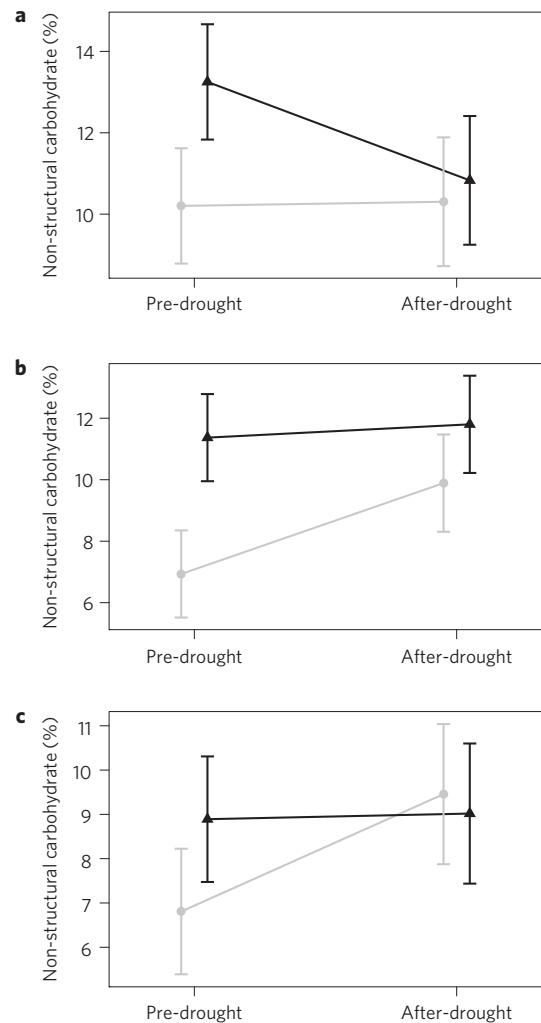 a
Non-structural carbohydrate (%)
14
12
10
Pre-drought After-drought
b
Non-structural carbohydrate (%)
12
10
8
6
Pre-drought After-drought
c
Non-structural carbohydrate (%)
11
10
9
8
7
6
Pre-drought After-drought